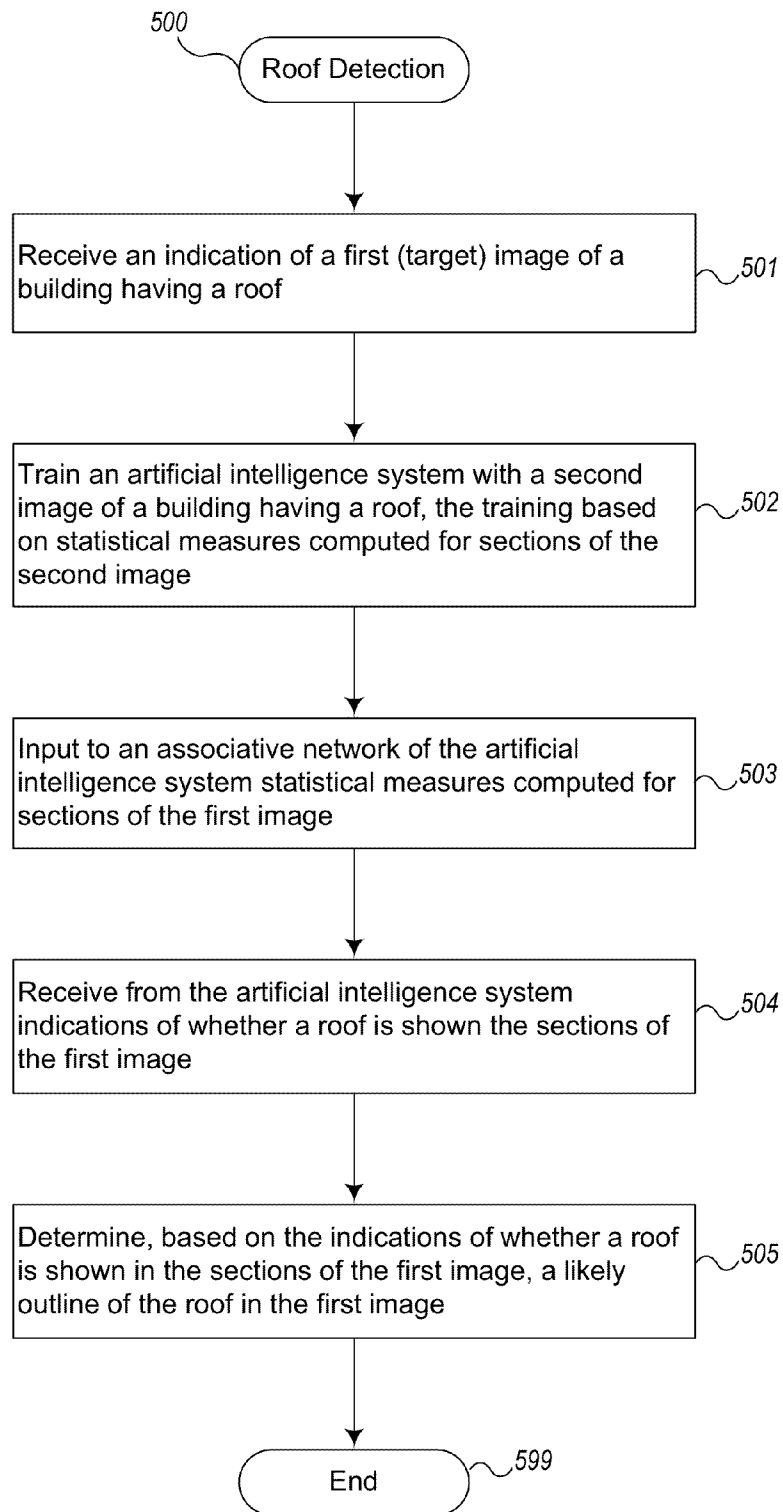 500
Roof Detection
Receive an indication of a first (target) image of a
building having a roof
501
Train an artificial intelligence system with a second
image of a building having a roof, the training based
on statistical measures computed for sections of the
second image
502
Input to an associative network of the artificial
intelligence system statistical measures computed for
sections of the first image
503
Receive from the artificial intelligence system
indications of whether a roof is shown the sections of
the first image
504
Determine, based on the indications of whether a roof
is shown in the sections of the first image, a likely
outline of the roof in the first image
505
End
599